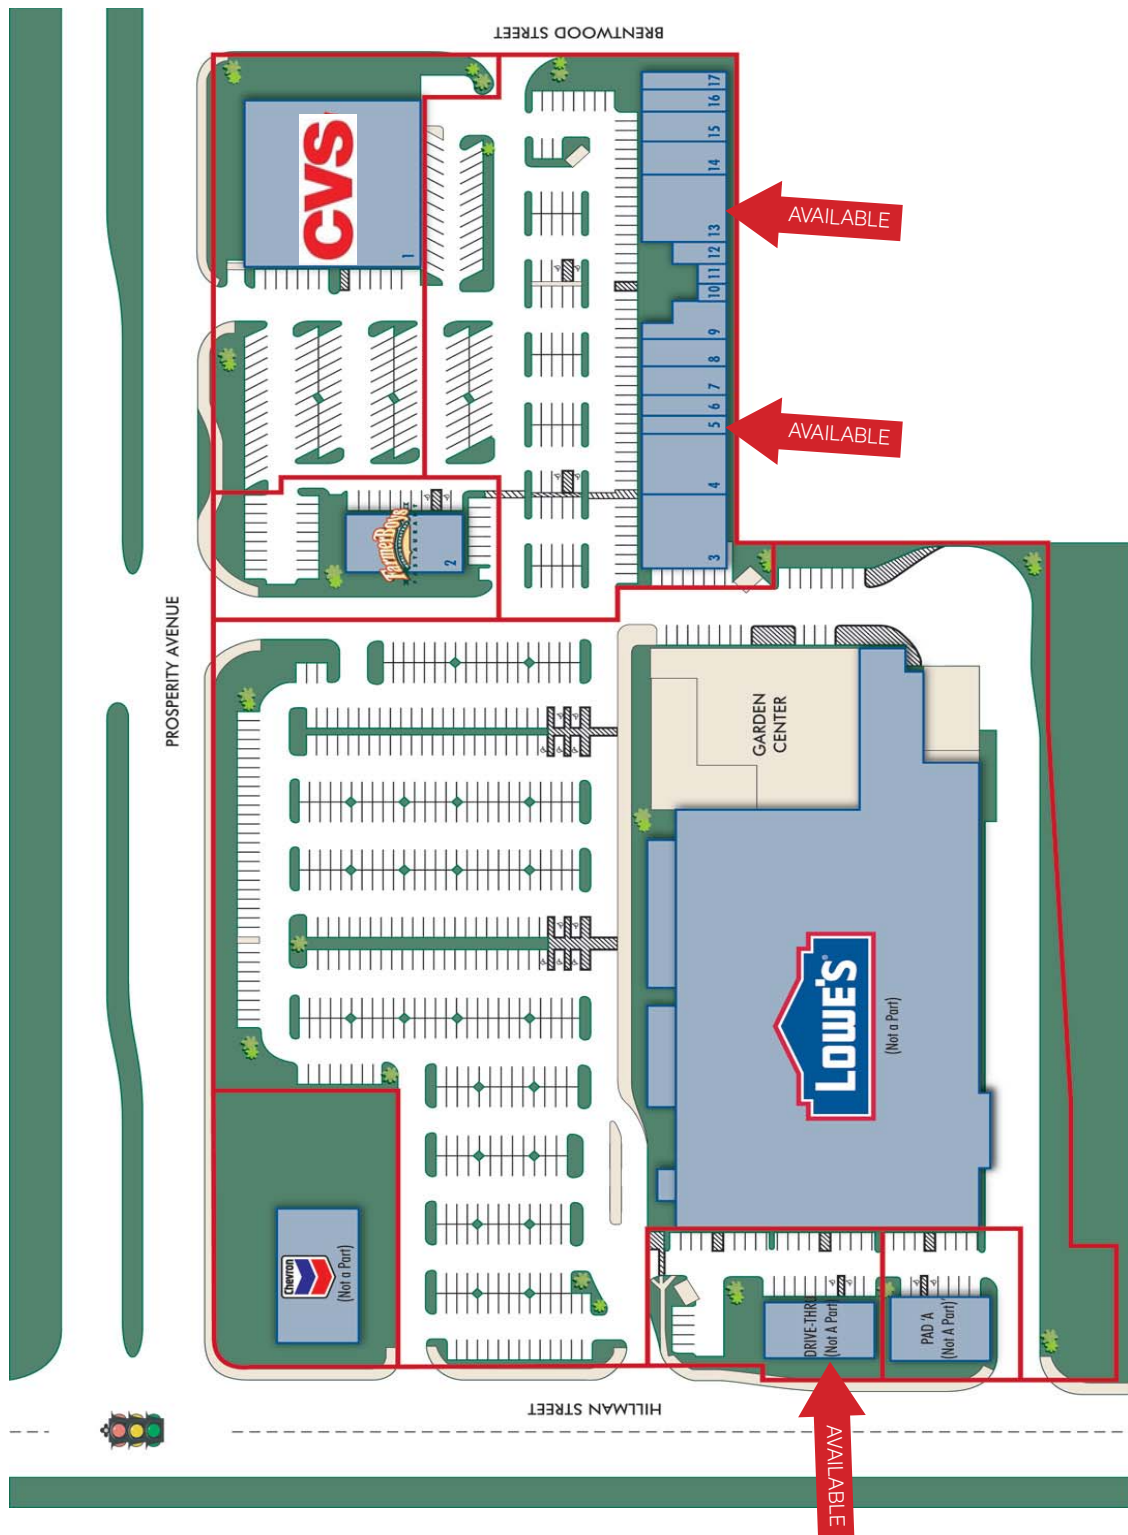 BRENTWOOD STREET
CVS
1
17
16
15
14
13
12
11
10
9
8
7
6
5
4
3
AVAILABLE
AVAILABLE
FarmerBoys
RESTAURANT
2
PROSPERITY AVENUE
GARDEN
CENTER
LOWE'S
(Not a Part)
Chevron
(Not a Part)
DRIVE-THRU
(Not A Part)
PAD 'A
(Not A Part)'
HILLMAN STREET
AVAILABLE